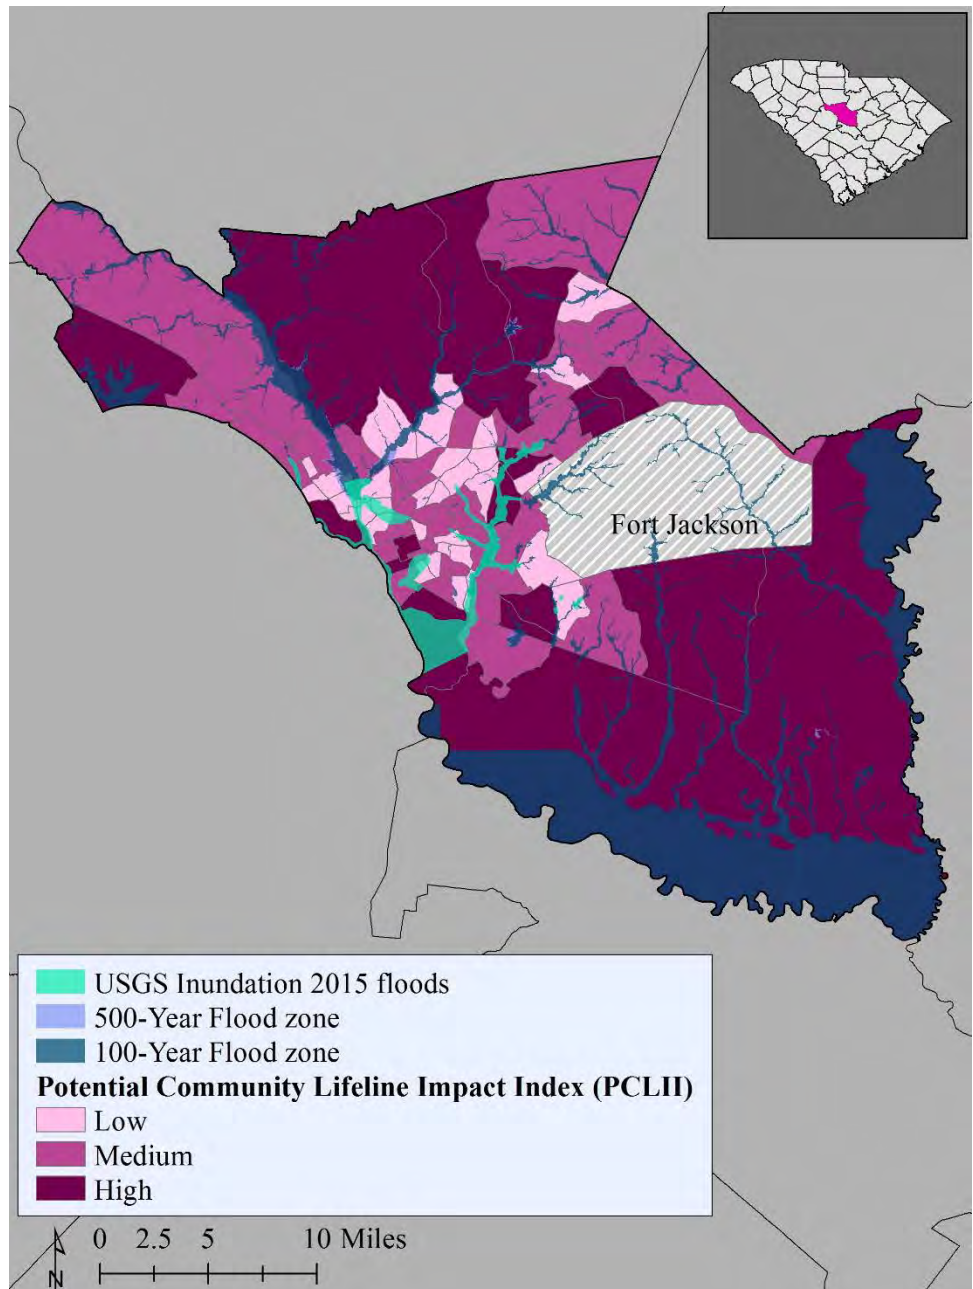 Fort Jackson
USGS Inundation 2015 floods
500-Year Flood zone
100-Year Flood zone
Potential Community Lifeline Impact Index (PCLII)
Low
Medium
High
N
0 2.5 5 10 Miles